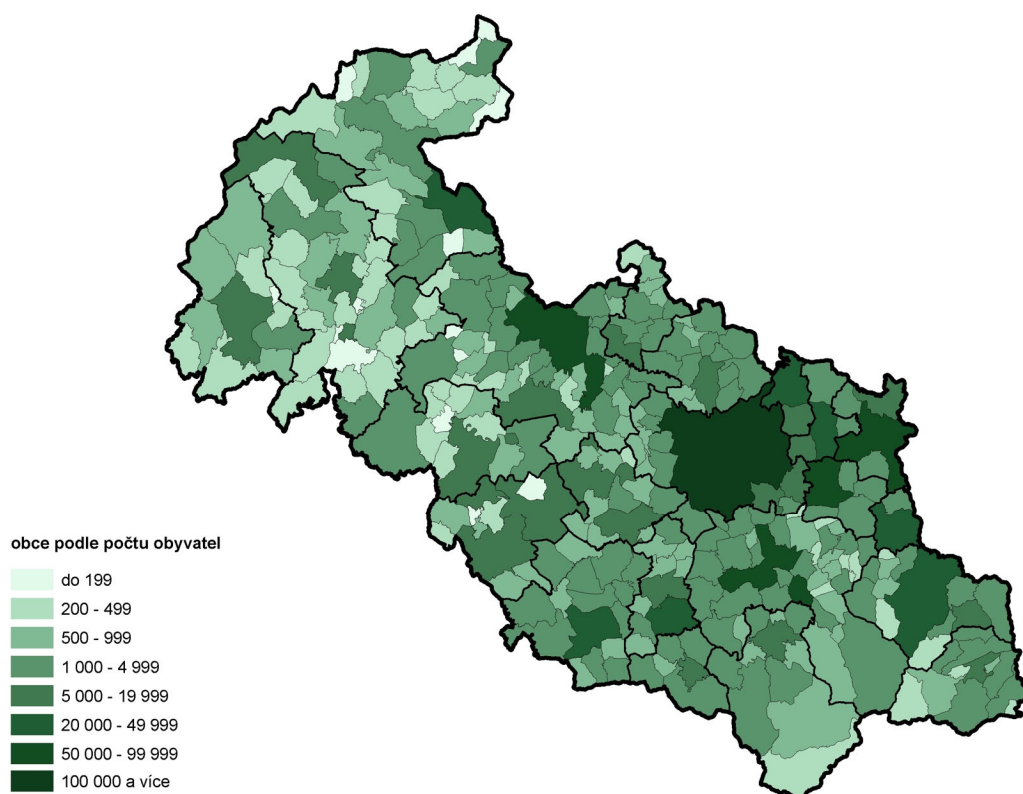 obce podle počtu obyvatel
do 199
200 - 499
500 - 999
1 000 - 4 999
5 000 - 19 999
20 000 - 49 999
50 000 - 99 999
100 000 a více